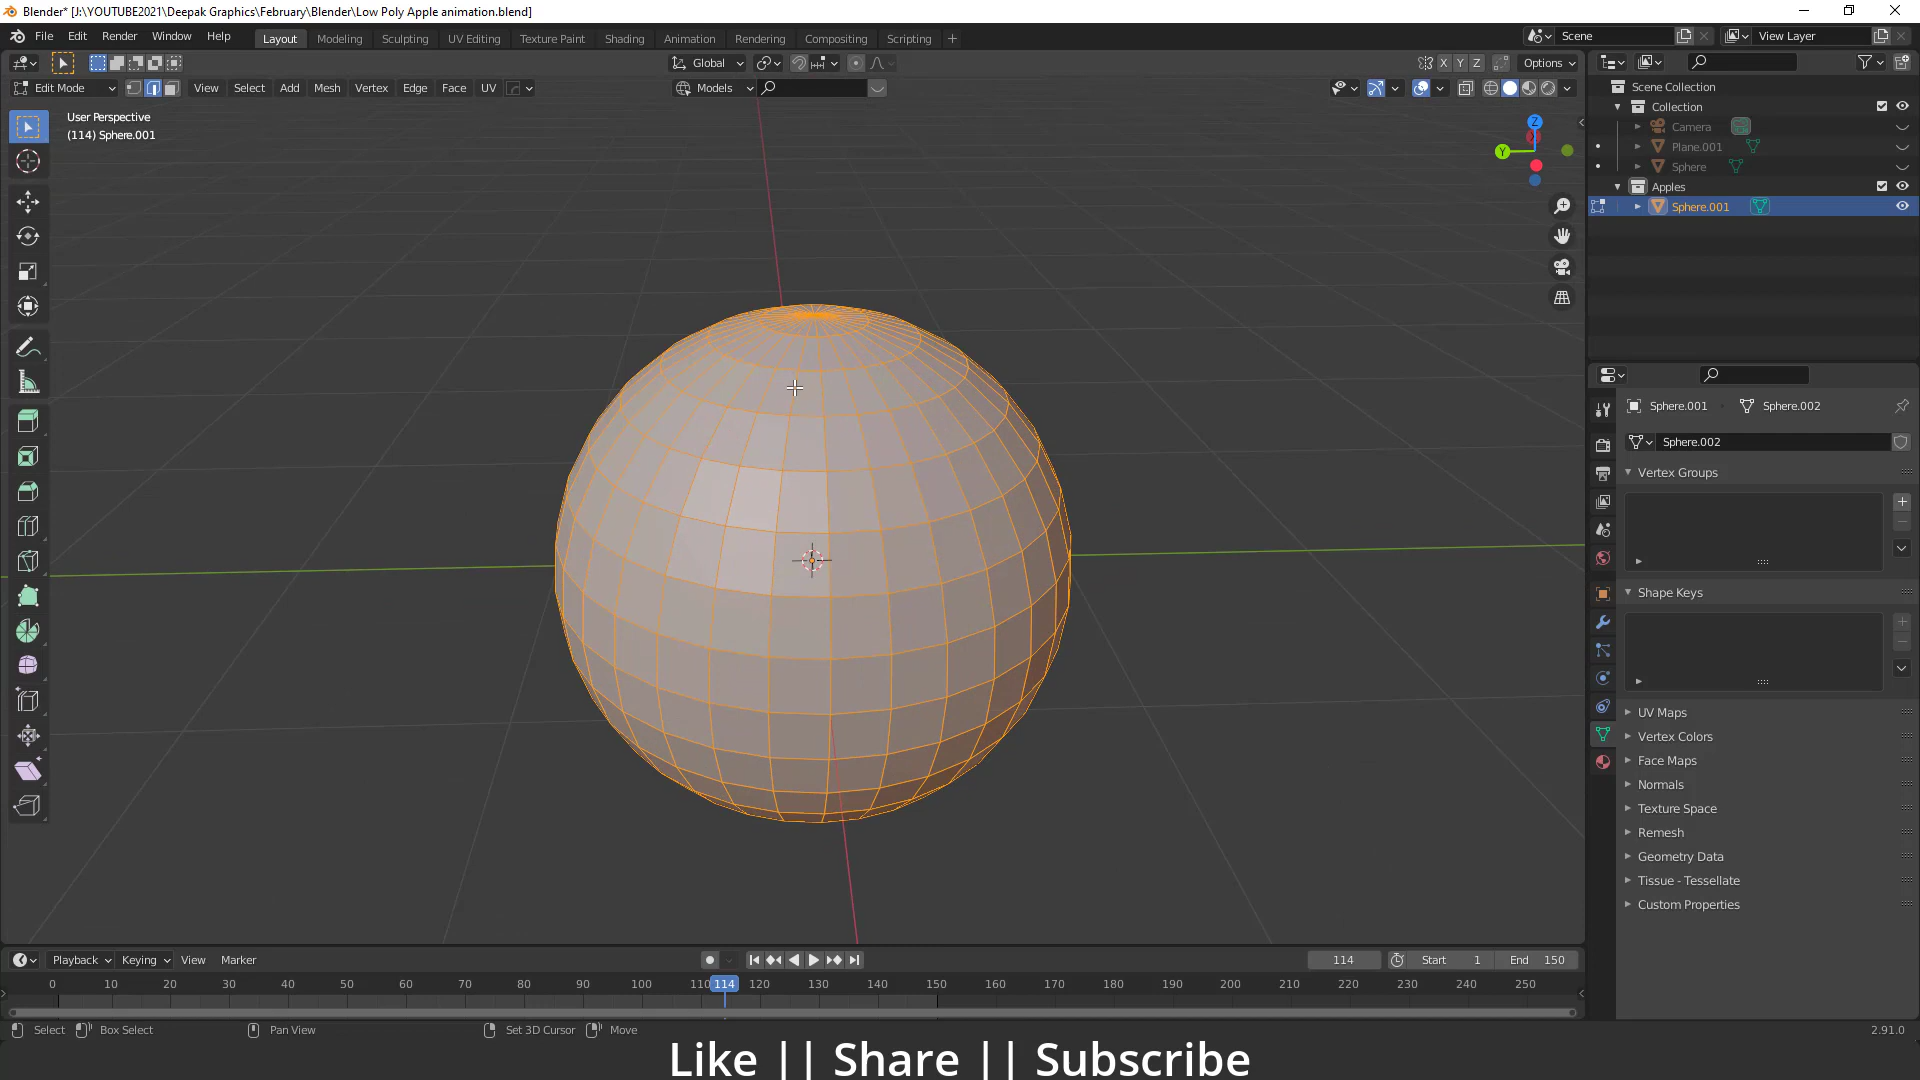 Blender* [J:\YOUTUBE2021\Deepak Graphics\February\Blender\Low Poly Apple animation.blend]
File Edit Render Window Help Layout Modeling Sculpting UV Editing Texture Paint Shading Animation Rendering Compositing Scripting + Scene View Layer
Global X Y Z Options
Edit Mode View Select Add Mesh Vertex Edge Face UV Models
User Perspective
(114) Sphere.001
Z
Y
Scene Collection
Collection
Camera
Plane.001
Sphere
Apples
Sphere.001
Sphere.001 Sphere.002
Sphere.002
Vertex Groups
Shape Keys
UV Maps
Vertex Colors
Face Maps
Normals
Texture Space
Remesh
Geometry Data
Tissue - Tessellate
Custom Properties
Playback Keying View Marker 114 Start 1 End 150
0 10 20 30 40 50 60 70 80 90 100 110 114 120 130 140 150 160 170 180 190 200 210 220 230 240 250
Select Box Select Pan View Set 3D Cursor Move 2.91.0
Like || Share || Subscribe